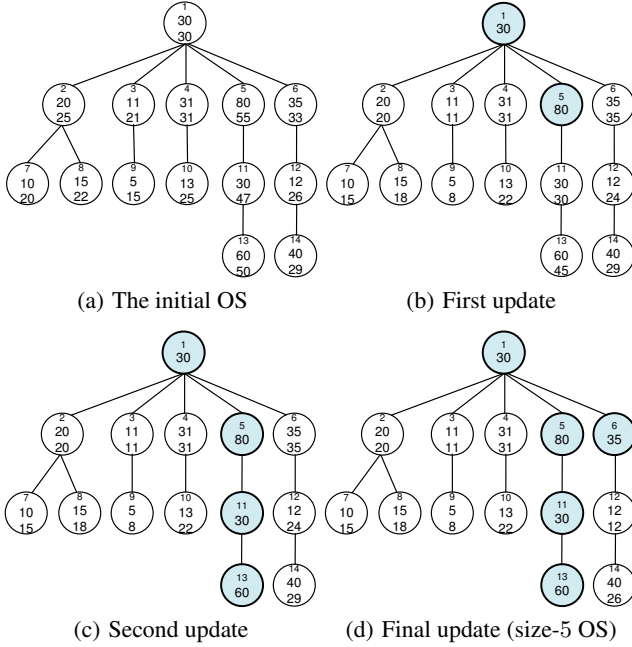 1
30
30
2 3 4 5 6
20 11 31 80 35
25 21 31 55 33
7 8 9 10 11 12
10 15 5 13 30 12
20 22 15 25 47 26
13 14
60 40
50 29
(a) The initial OS
1
30
2 3 4 5 6
20 11 31 80 35
20 11 31 35
7 8 9 10 11 12
10 15 5 13 30 12
15 18 8 22 30 24
13 14
60 40
45 29
(b) First update
1
30
2 3 4 5 6
20 11 31 80 35
20 11 31 35
7 8 9 10 11 12
10 15 5 13 30 12
15 18 8 22 24
13 14
60 40
29
(c) Second update
1
30
2 3 4 5 6
20 11 31 80 35
20 11 31
7 8 9 10 11 12
10 15 5 13 30 12
15 18 8 22 12
13 14
60 40
26
(d) Final update (size-5 OS)